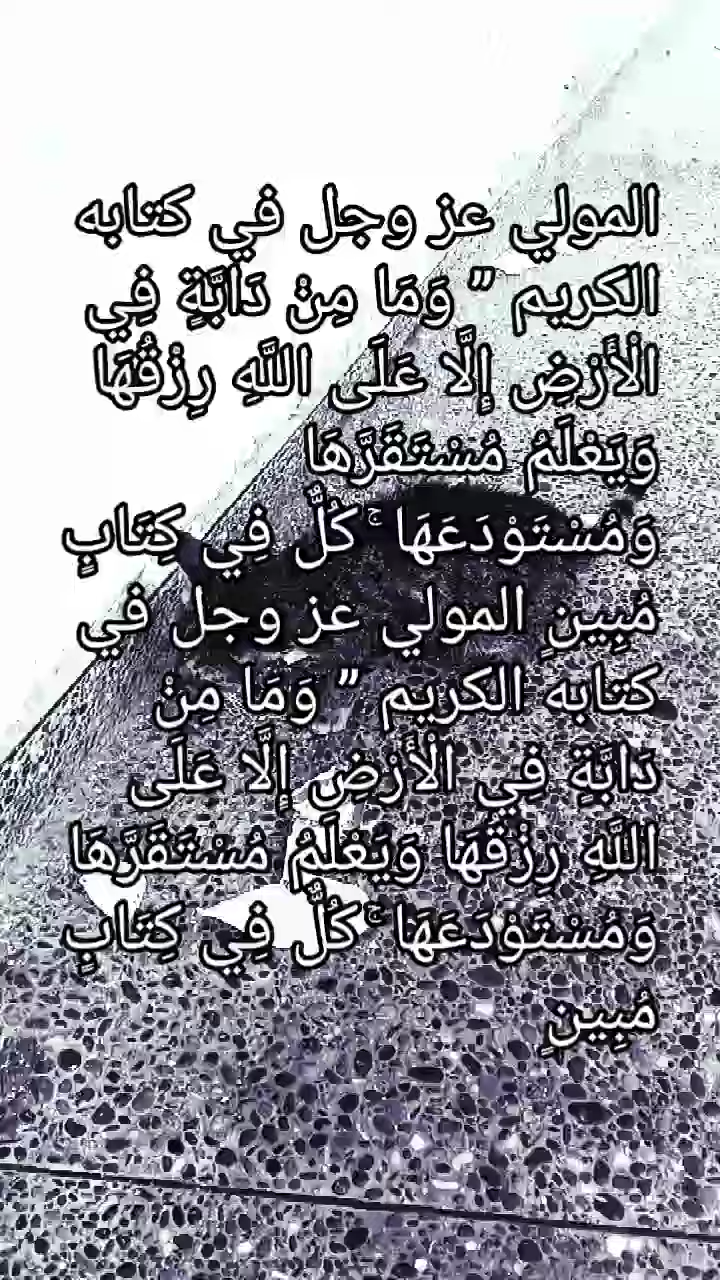 المولي عز وجل في كتابه
الكريم ” وَمَا مِنْ دَابَّةٍ فِي
الْأَرْضِ إِلَّا عَلَى اللَّهِ رِزْقُهَا
وَيَعْلَمُ مُسْتَقَرَّهَا
وَمُسْتَوْدَعَهَا ۚ كُلٌّ فِي كِتَابٍ
مُبِينٍ المولي عز وجل في
كتابه الكريم ” وَمَا مِنْ
دَابَّةٍ فِي الْأَرْضِ إِلَّا عَلَى
اللَّهِ رِزْقُهَا وَيَعْلَمُ مُسْتَقَرَّهَا
وَمُسْتَوْدَعَهَا ۚ كُلٌّ فِي كِتَابٍ
مُبِينٍ